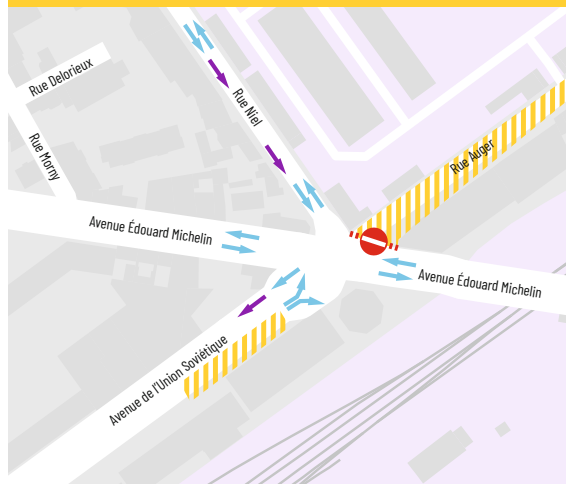 Rue Delorieux
Rue Niel
Rue Morny
Rue Auger
Avenue Édouard Michelin
Avenue Édouard Michelin
Avenue de l'Union Soviétique